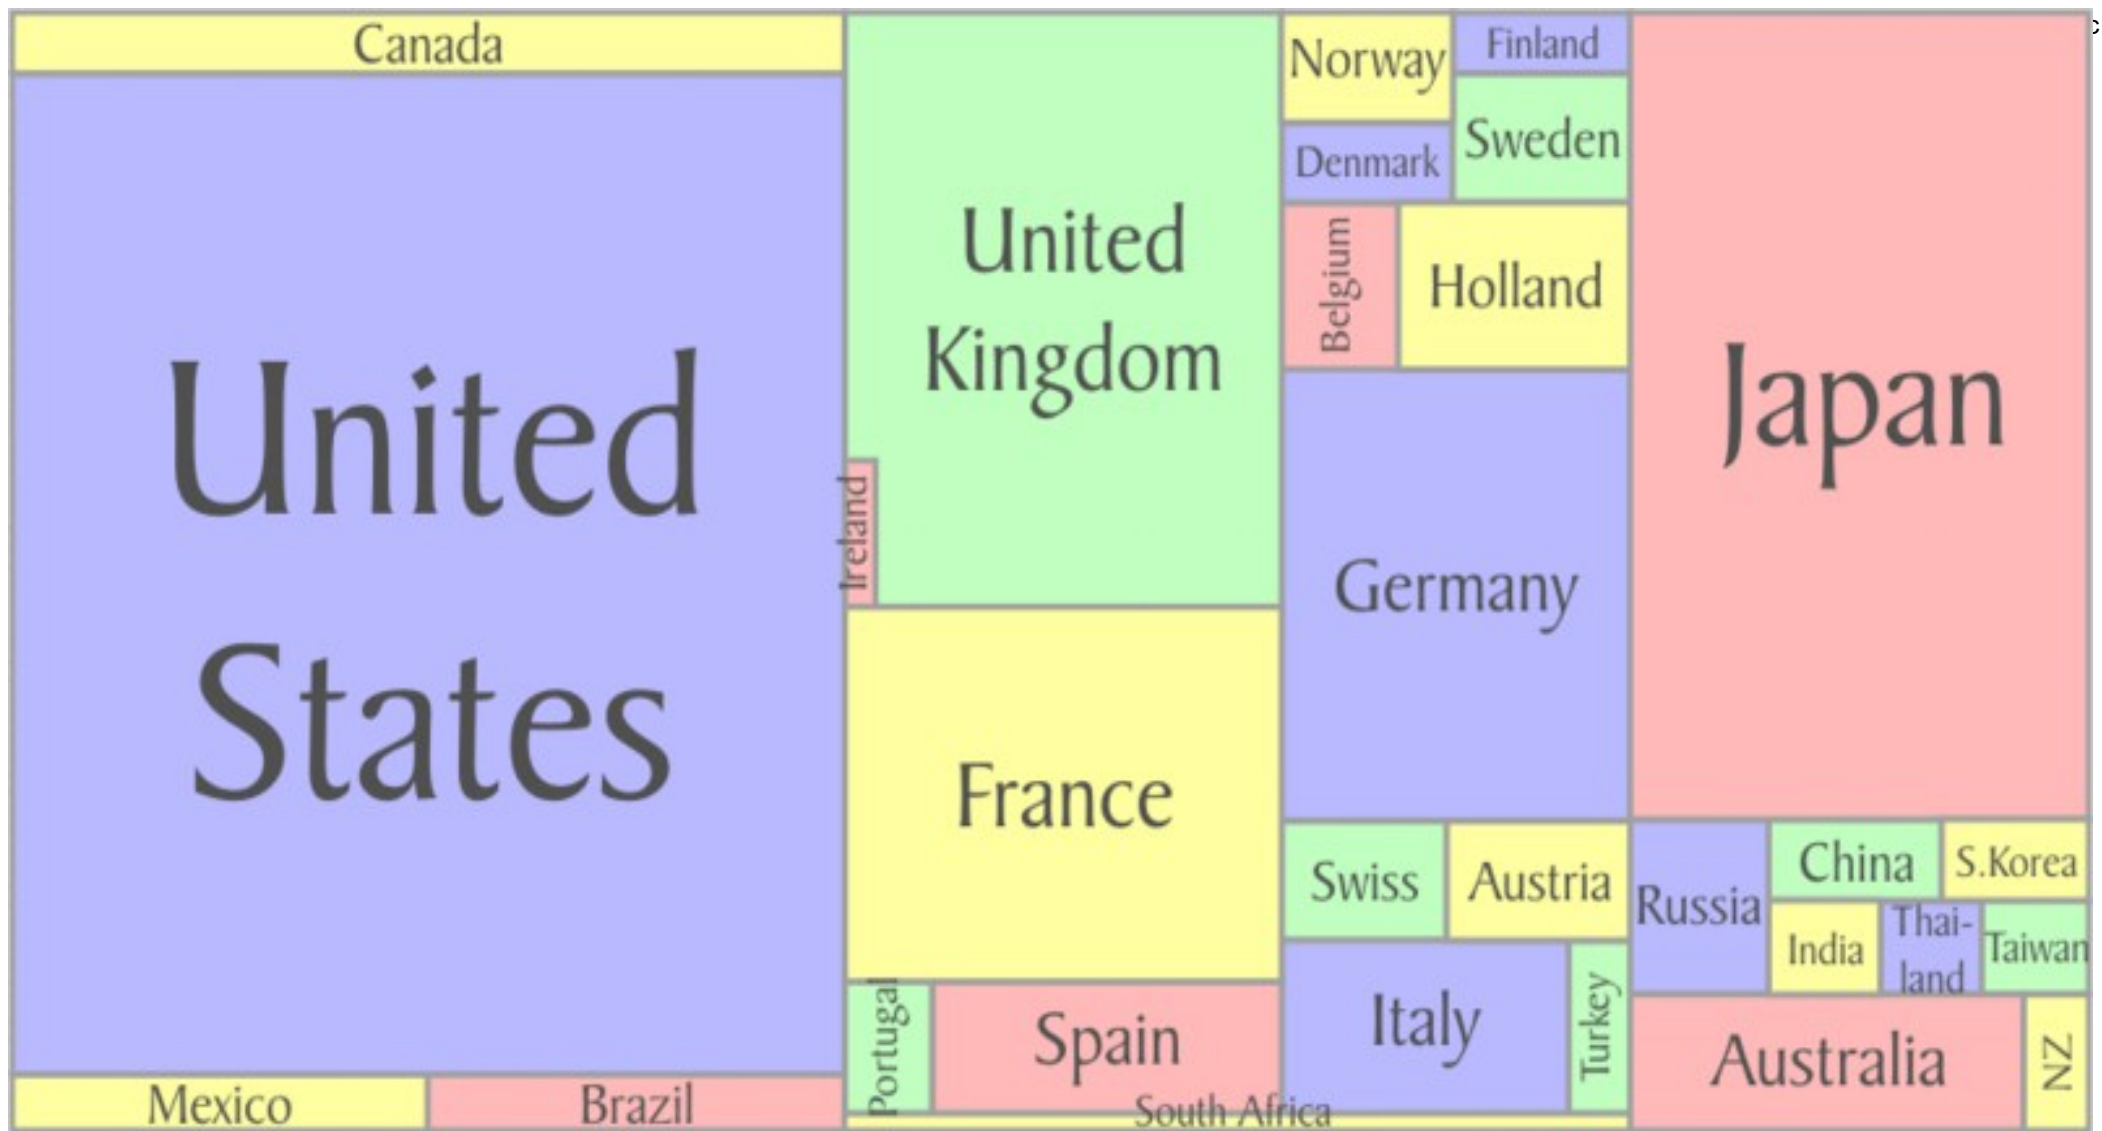 Canada
United
States
Mexico
Brazil
United
Kingdom
Ireland
France
Portugal
Spain
South Africa
Norway
Finland
Denmark
Sweden
Belgium
Holland
Germany
Swiss
Austria
Italy
Turkey
Japan
Russia
China
S.Korea
India
Thai-
land
Taiwan
Australia
NZ
c